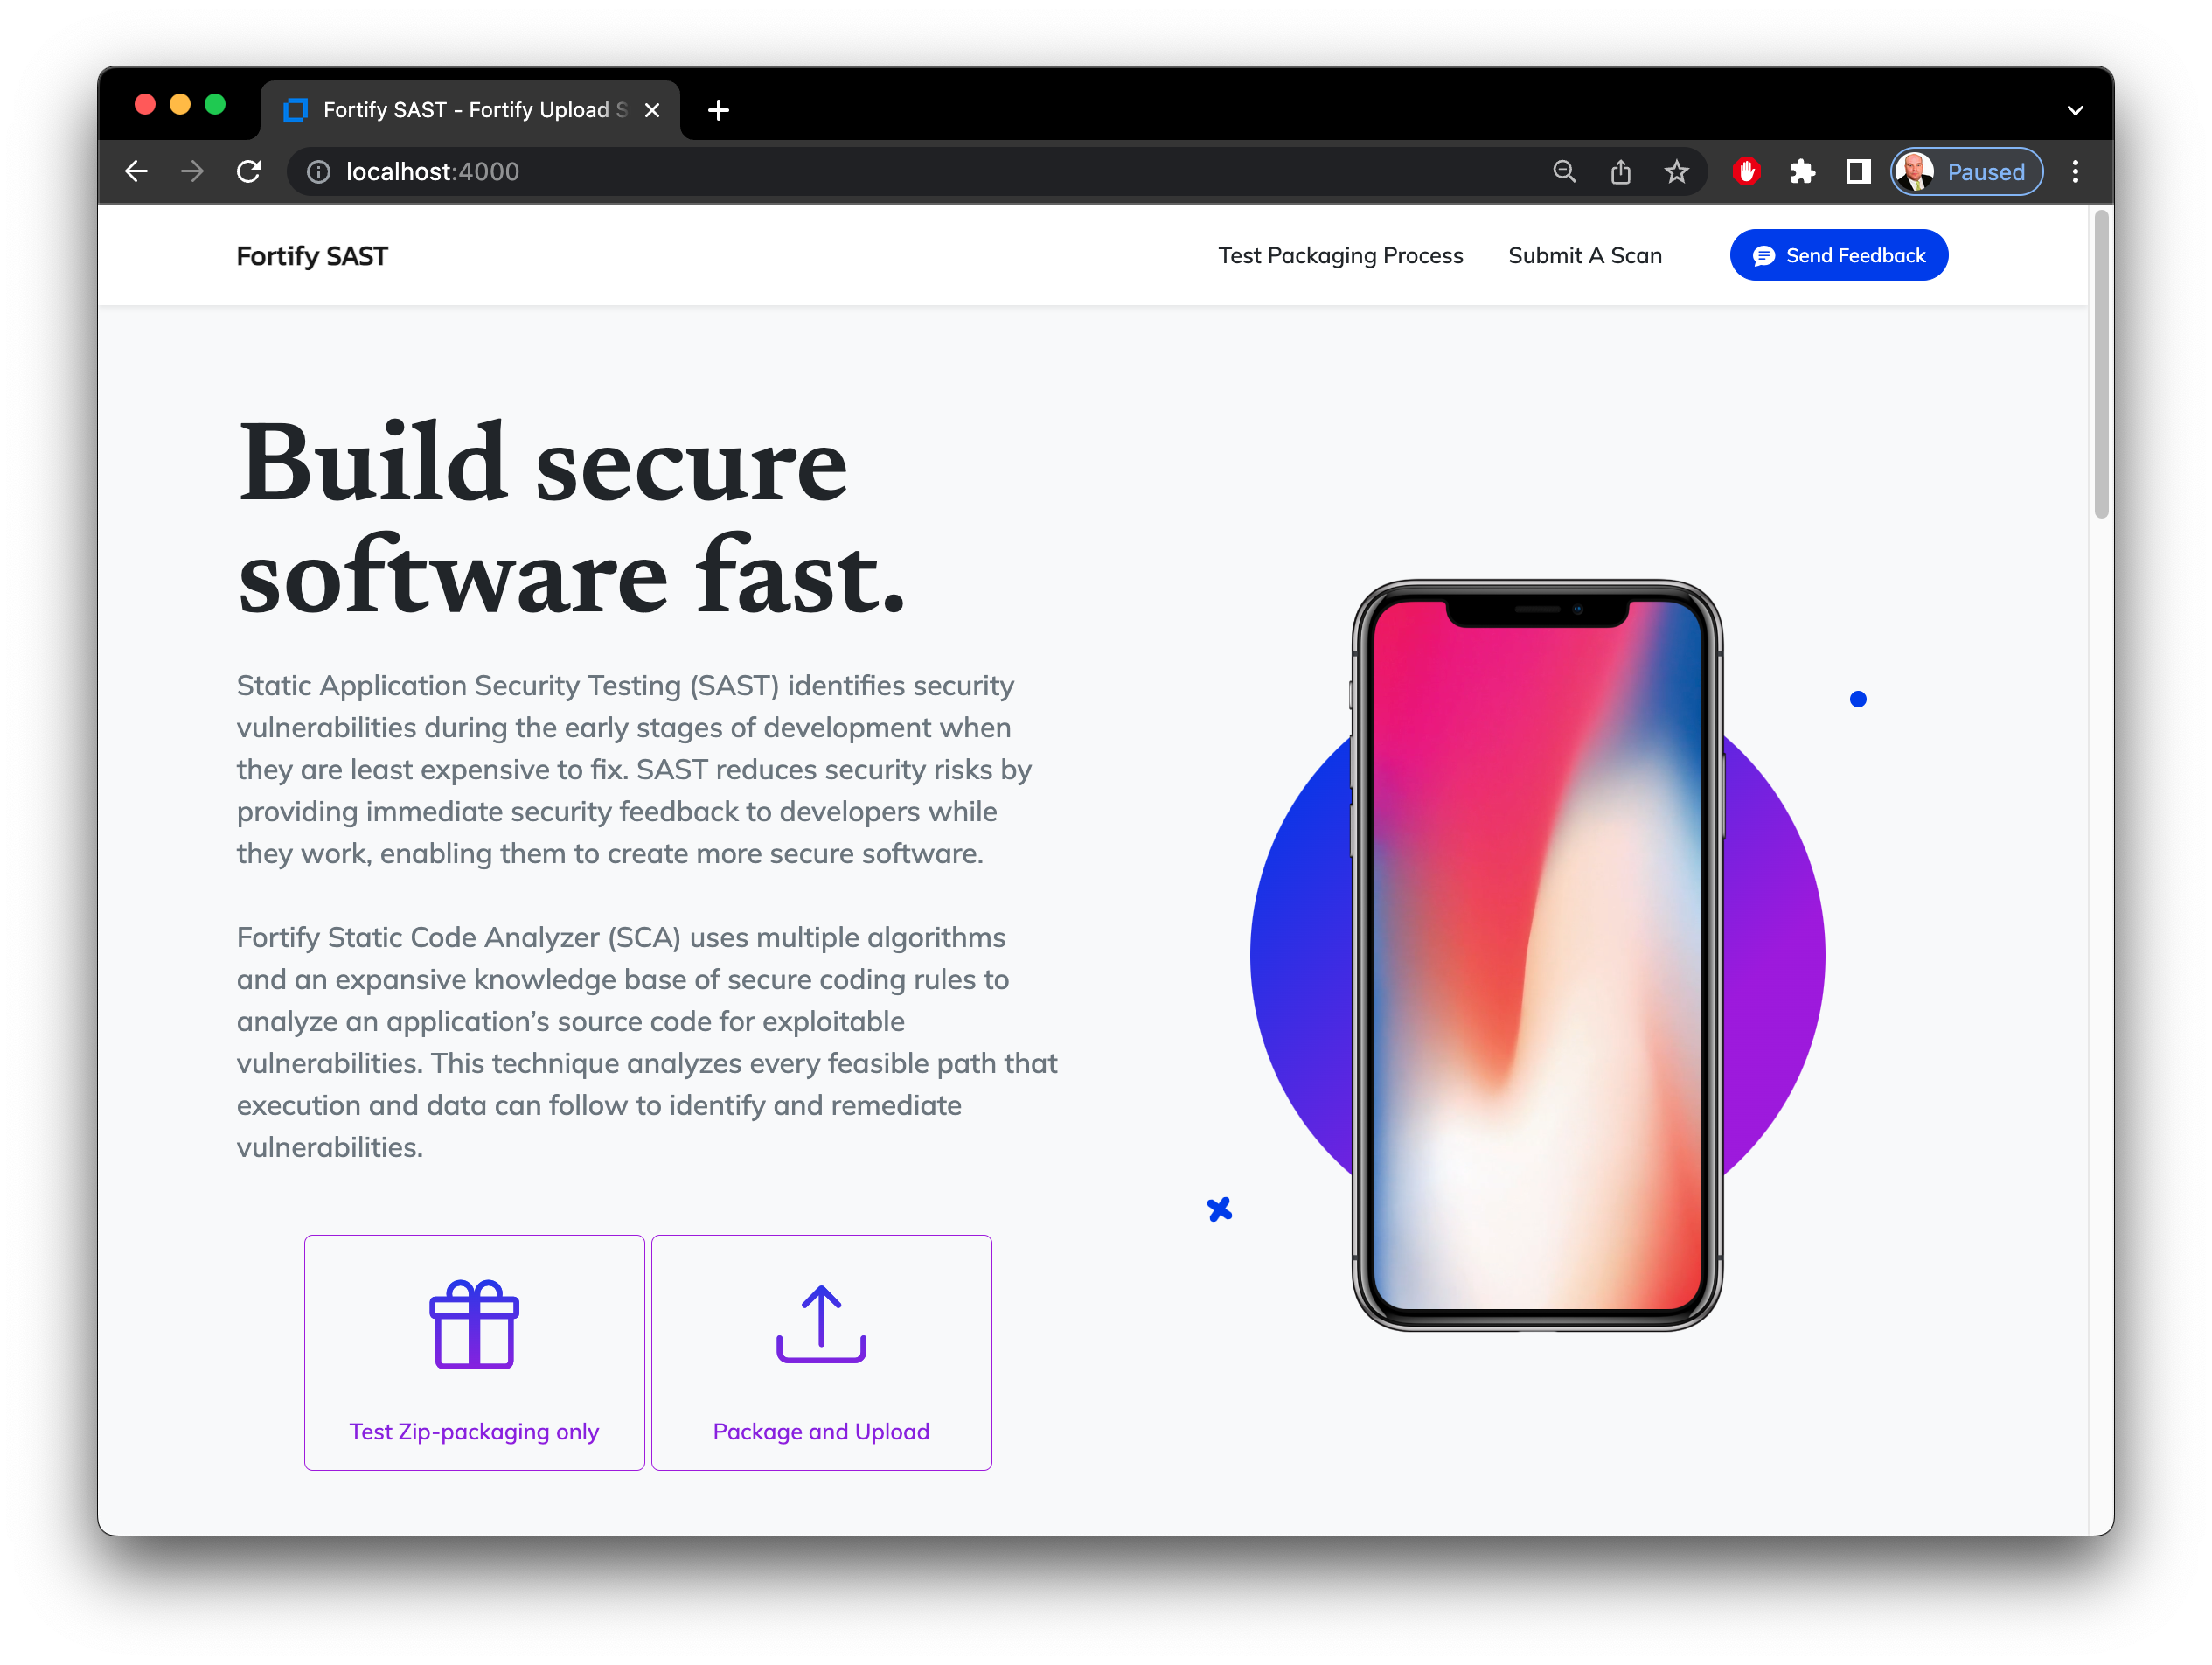 Fortify SAST - Fortify Upload S
localhost:4000
Paused
Fortify SAST
Test Packaging Process
Submit A Scan
Send Feedback
Build secure
software fast.
Static Application Security Testing (SAST) identifies security
vulnerabilities during the early stages of development when
they are least expensive to fix. SAST reduces security risks by
providing immediate security feedback to developers while
they work, enabling them to create more secure software.
Fortify Static Code Analyzer (SCA) uses multiple algorithms
and an expansive knowledge base of secure coding rules to
analyze an application’s source code for exploitable
vulnerabilities. This technique analyzes every feasible path that
execution and data can follow to identify and remediate
vulnerabilities.
Test Zip-packaging only
Package and Upload